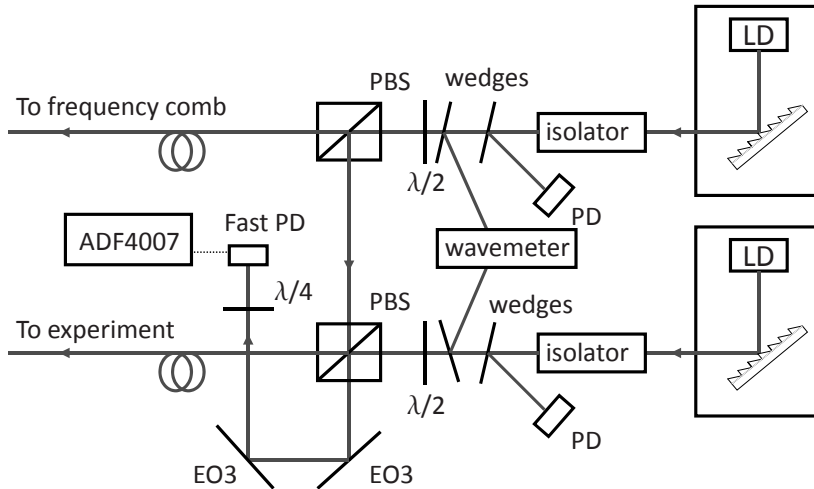 LD
PBS
wedges
To frequency comb
isolator
λ/2
PD
Fast PD
ADF4007
wavemeter
LD
λ/4
PBS
wedges
To experiment
isolator
λ/2
PD
EO3
EO3